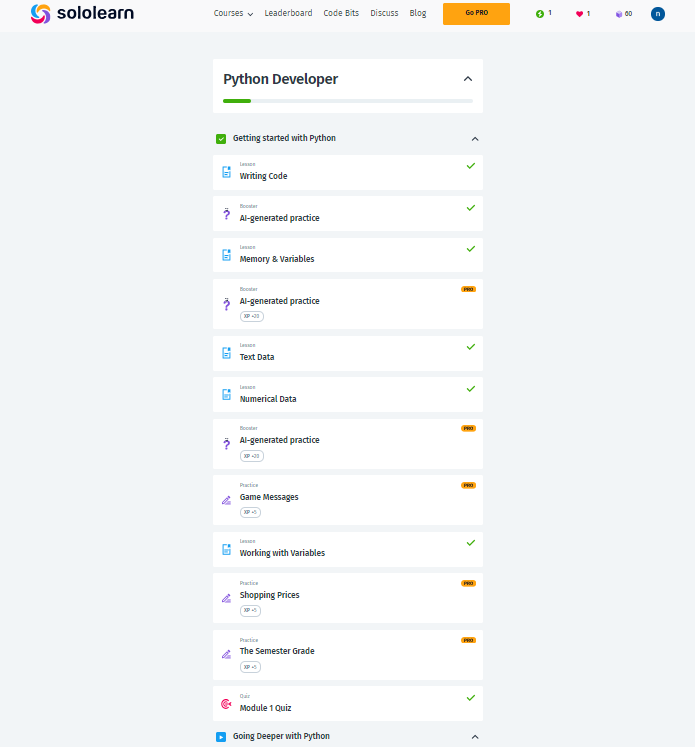 sololearn
Courses Leaderboard Code Bits Discuss Blog Go PRO 1 1 60 n
Python Developer
Getting started with Python
Lesson
Writing Code
Booster
AI-generated practice
Lesson
Memory & Variables
Booster
PRO
AI-generated practice
XP +20
Lesson
Text Data
Lesson
Numerical Data
Booster
PRO
AI-generated practice
XP +20
Practice
PRO
Game Messages
XP +5
Lesson
Working with Variables
Practice
PRO
Shopping Prices
XP +5
Practice
PRO
The Semester Grade
XP +5
Quiz
Module 1 Quiz
Going Deeper with Python